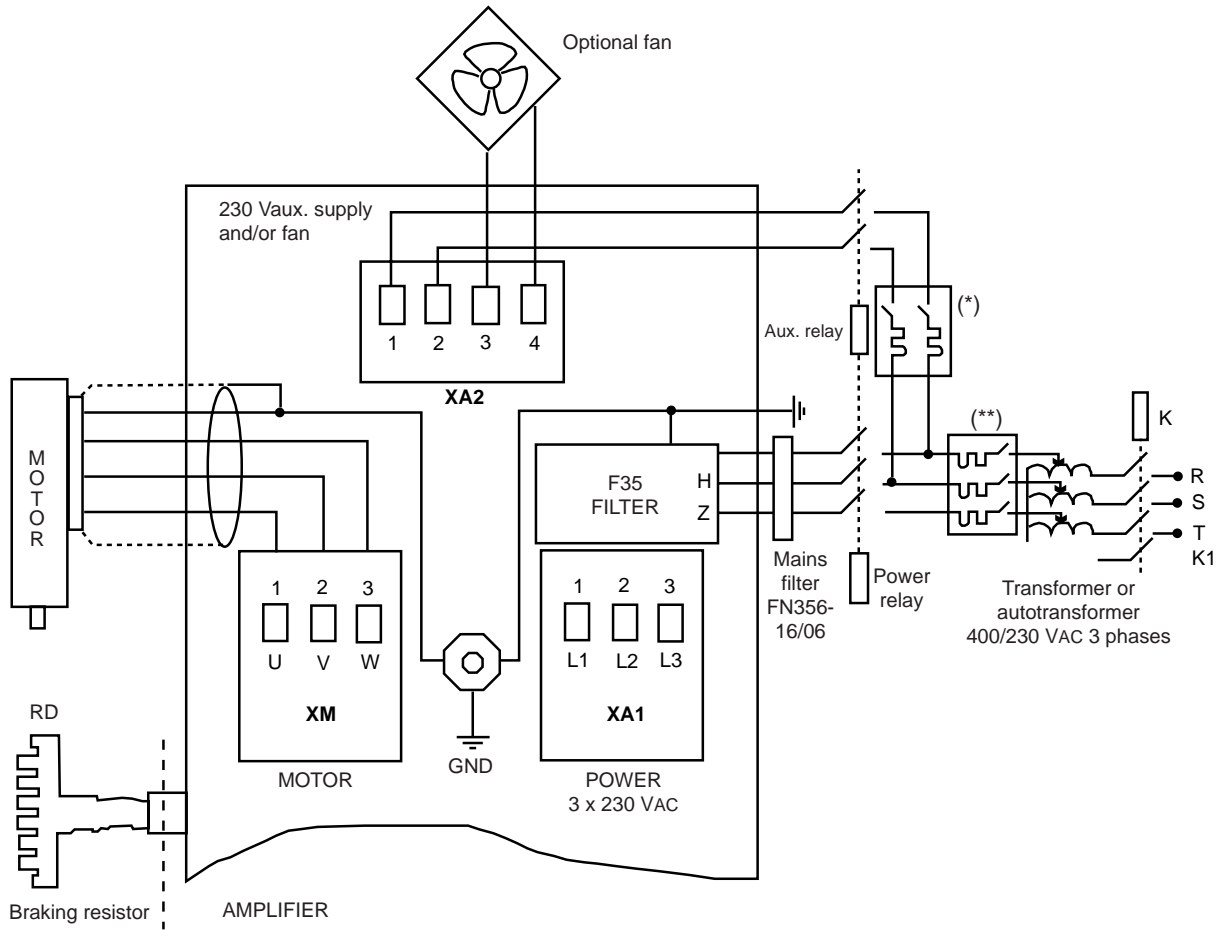 Optional fan
230 Vaux. supply
and/or fan
1 2 3 4
XA2
Aux. relay
(*)
(**)
K
R
S
T
K1
MOTOR
F35
FILTER
H
Z
Mains
filter
FN356-
16/06
Power
relay
Transformer or
autotransformer
400/230 VAC 3 phases
1 2 3
U V W
XM
MOTOR
GND
1 2 3
L1 L2 L3
XA1
POWER
3 x 230 VAC
RD
Braking resistor
AMPLIFIER